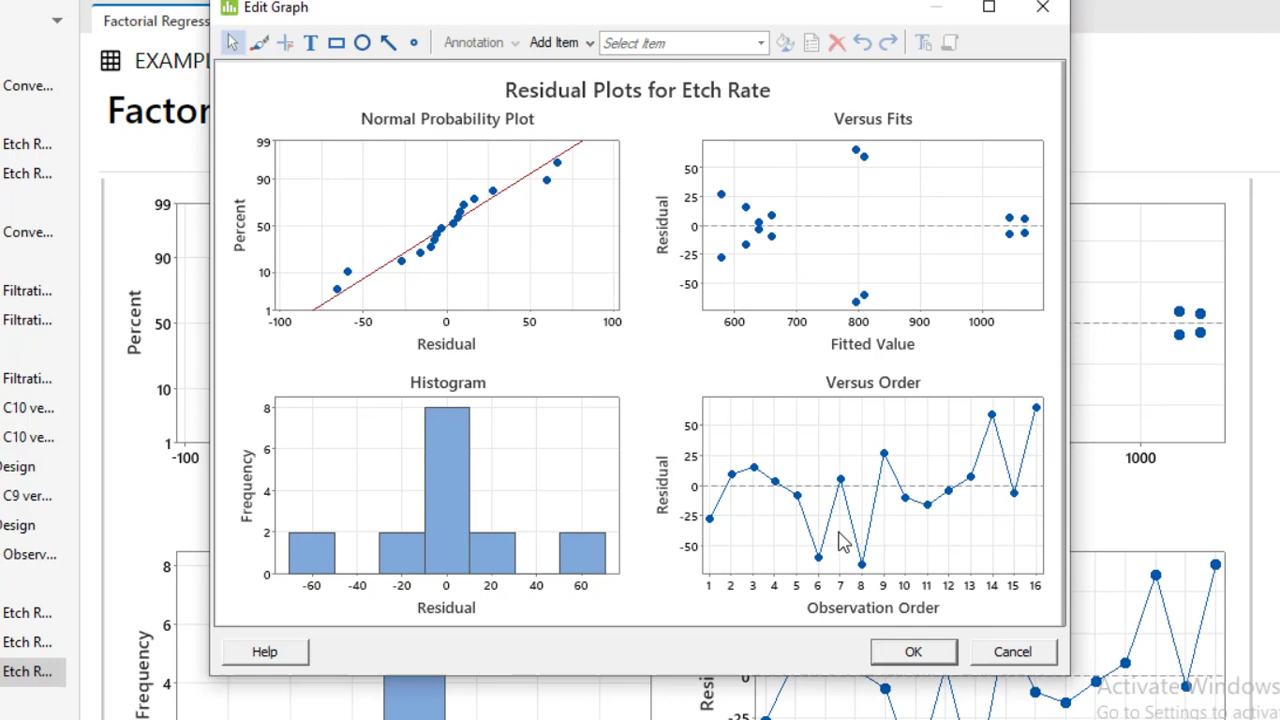 Factorial Regress
Edit Graph
EXAMPL
Factor
Annotation
Add Item
Select Item
T
Conve...
Etch R...
Etch R...
Conve...
Filtrati...
Filtrati...
Filtrati...
C10 ve...
C10 ve...
Design
C9 ver...
Design
Observ...
Etch R...
Etch R...
Etch R...
99
90
50
10
1
Percent
-100
8
6
4
Frequency
Residual Plots for Etch Rate
Normal Probability Plot
99
90
50
10
1
Percent
-100 -50 0 50 100
Residual
Versus Fits
50
25
0
-25
-50
Residual
600 700 800 900 1000
Fitted Value
Histogram
8
6
4
2
0
Frequency
-60 -40 -20 0 20 40 60
Residual
Versus Order
50
25
0
-25
-50
Residual
1 2 3 4 5 6 7 8 9 10 11 12 13 14 15 16
Observation Order
Help
OK
Cancel
1000
0
-25
Resi
Activate Windows
Go to Settings to activa